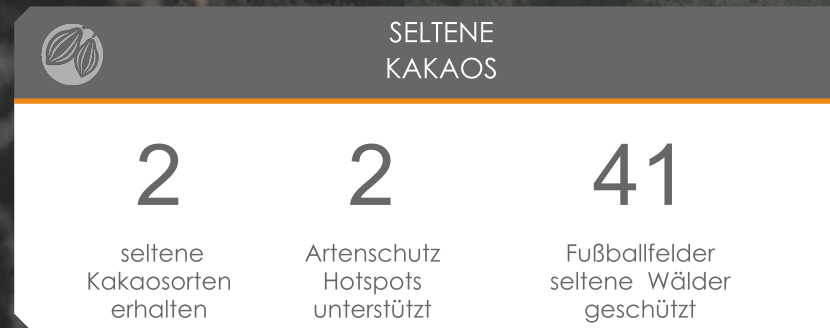 SELTENE
KAKAOS
2
seltene
Kakaosorten
erhalten
2
Artenschutz
Hotspots
unterstützt
41
Fußballfelder
seltene Wälder
geschützt